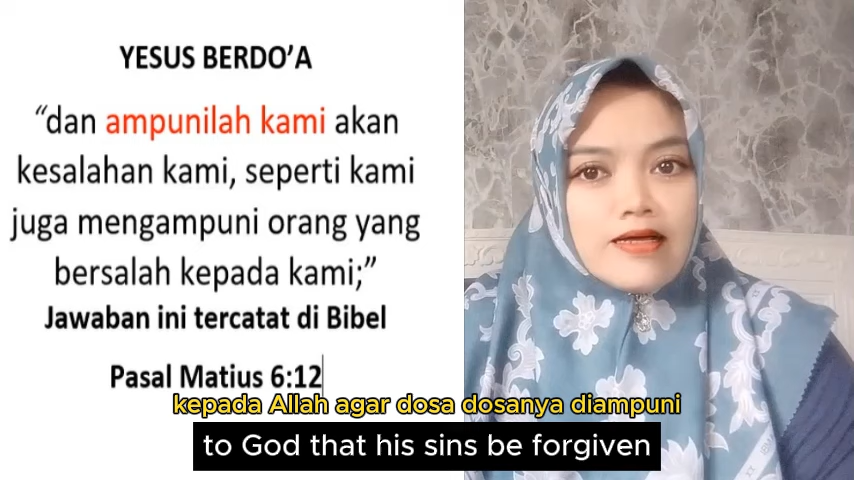 YESUS BERDO’A
“dan ampunilah kami akan
kesalahan kami, seperti kami
juga mengampuni orang yang
bersalah kepada kami;”
Jawaban ini tercatat di Bibel
Pasal Matius 6:12
kepada Allah agar dosa dosanya diampuni
to God that his sins be forgiven